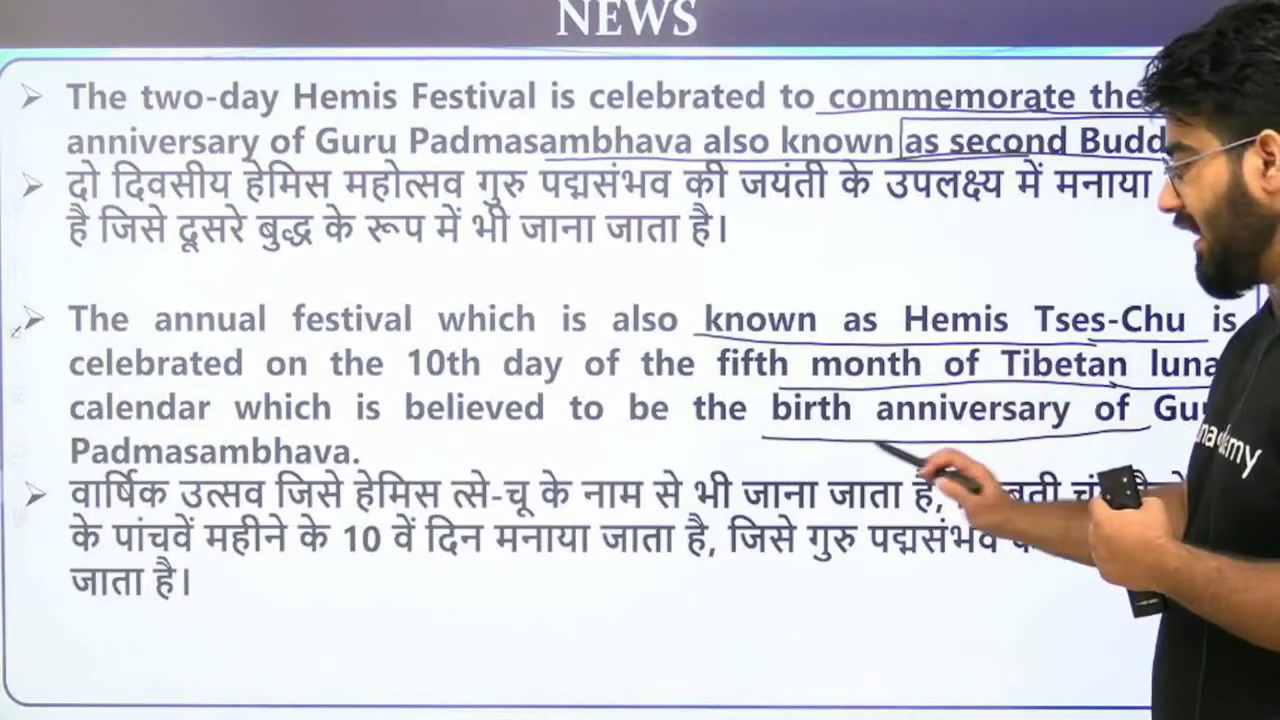 NEWS
The two-day Hemis Festival is celebrated to commemorate the
anniversary of Guru Padmasambhava also known as second Budd
दो दिवसीय हेमिस महोत्सव गुरु पद्मसंभव की जयंती के उपलक्ष्य में मनाया
है जिसे दूसरे बुद्ध के रूप में भी जाना जाता है।
The annual festival which is also known as Hemis Tses-Chu is
celebrated on the 10th day of the fifth month of Tibetan luna
calendar which is believed to be the birth anniversary of Gu
Padmasambhava.
वार्षिक उत्सव जिसे हेमिस त्से-चू के नाम से भी जाना जाता है,
के पांचवें महीने के 10 वें दिन मनाया जाता है, जिसे गुरु पद्मसंभव
जाता है।